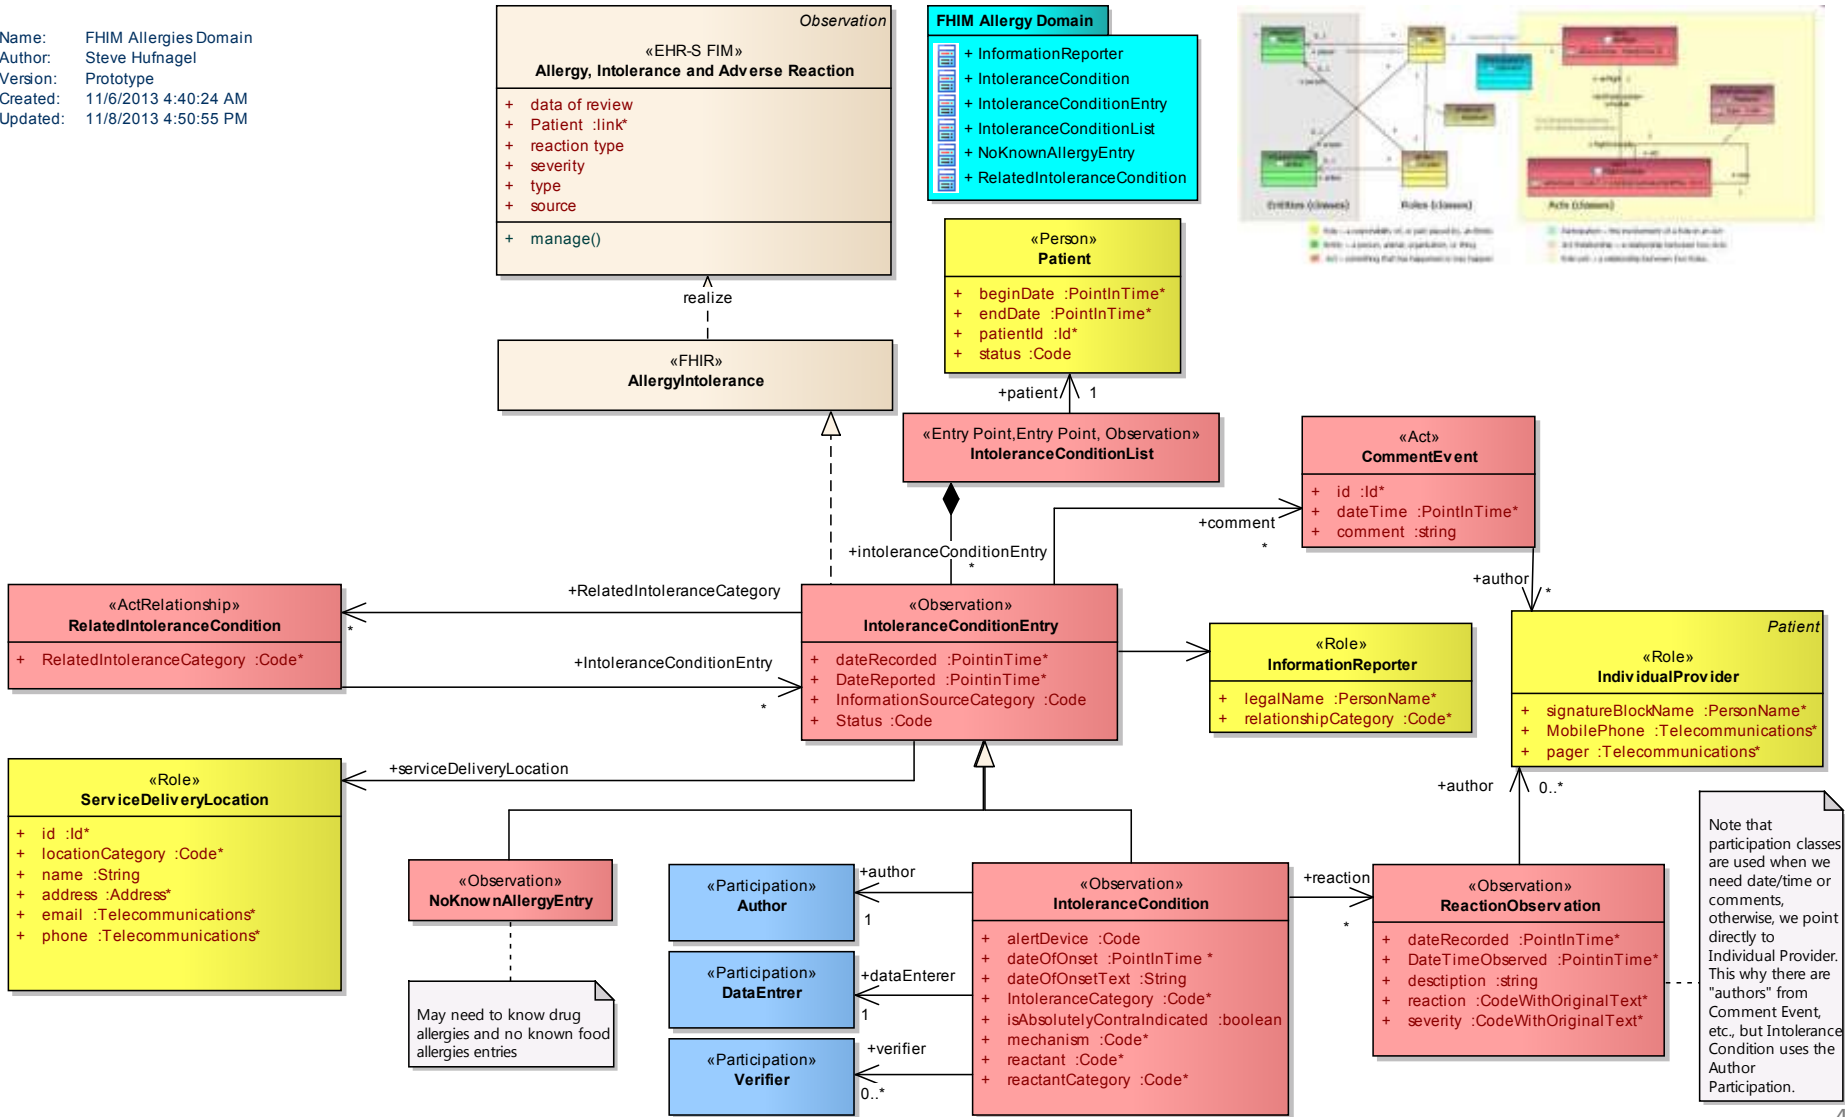 Name: FHIM Allergies Domain
Author: Steve Hufnagel
Version: Prototype
Created: 11/6/2013 4:40:24 AM
Updated: 11/8/2013 4:50:55 PM
Observation
«EHR-S FIM»
Allergy, Intolerance and Adverse Reaction
+ data of review
+ Patient :link*
+ reaction type
+ severity
+ type
+ source
+ manage()
realize
«FHIR»
AllergyIntolerance
FHIM Allergy Domain
+ InformationReporter
+ IntoleranceCondition
+ IntoleranceConditionEntry
+ IntoleranceConditionList
+ NoKnownAllergyEntry
+ RelatedIntoleranceCondition
Entities (classes)
Roles (classes)
Acts (classes)
«Person»
Patient
+ beginDate :PointInTime*
+ endDate :PointInTime*
+ patientId :Id*
+ status :Code
+patient
1
«Entry Point,Entry Point, Observation»
IntoleranceConditionList
+intoleranceConditionEntry
*
«Act»
CommentEvent
+ id :Id*
+ dateTime :PointInTime*
+ comment :string
+comment
*
+author
*
«ActRelationship»
RelatedIntoleranceCondition
+ RelatedIntoleranceCategory :Code*
+RelatedIntoleranceCategory
*
+IntoleranceConditionEntry
*
«Observation»
IntoleranceConditionEntry
+ dateRecorded :PointinTime*
+ DateReported :PointinTime*
+ InformationSourceCategory :Code
+ Status :Code
«Role»
InformationReporter
+ legalName :PersonName*
+ relationshipCategory :Code*
Patient
«Role»
IndividualProvider
+ signatureBlockName :PersonName*
+ MobilePhone :Telecommunications*
+ pager :Telecommunications*
+serviceDeliveryLocation
«Role»
ServiceDeliveryLocation
+ id :Id*
+ locationCategory :Code*
+ name :String
+ address :Address*
+ email :Telecommunications*
+ phone :Telecommunications*
«Observation»
NoKnownAllergyEntry
May need to know drug
allergies and no known food
allergies entries
«Participation»
Author
+author
1
«Participation»
DataEntrer
+dataEnterer
1
«Participation»
Verifier
+verifier
0..*
«Observation»
IntoleranceCondition
+ alertDevice :Code
+ dateOfOnset :PointInTime *
+ dateOfOnsetText :String
+ IntoleranceCategory :Code*
+ isAbsolutelyContraIndicated :boolean
+ mechanism :Code*
+ reactant :Code*
+ reactantCategory :Code*
+reaction
*
«Observation»
ReactionObservation
+ dateRecorded :PointInTime*
+ DateTimeObserved :PointinTime*
+ desctiption :string
+ reaction :CodeWithOriginalText*
+ severity :CodeWithOriginalText*
+author
0..*
Note that
participation classes
are used when we
need date/time or
comments,
otherwise, we point
directly to
Individual Provider.
This why there are
"authors" from
Comment Event,
etc., but Intolerance
Condition uses the
Author
Participation.